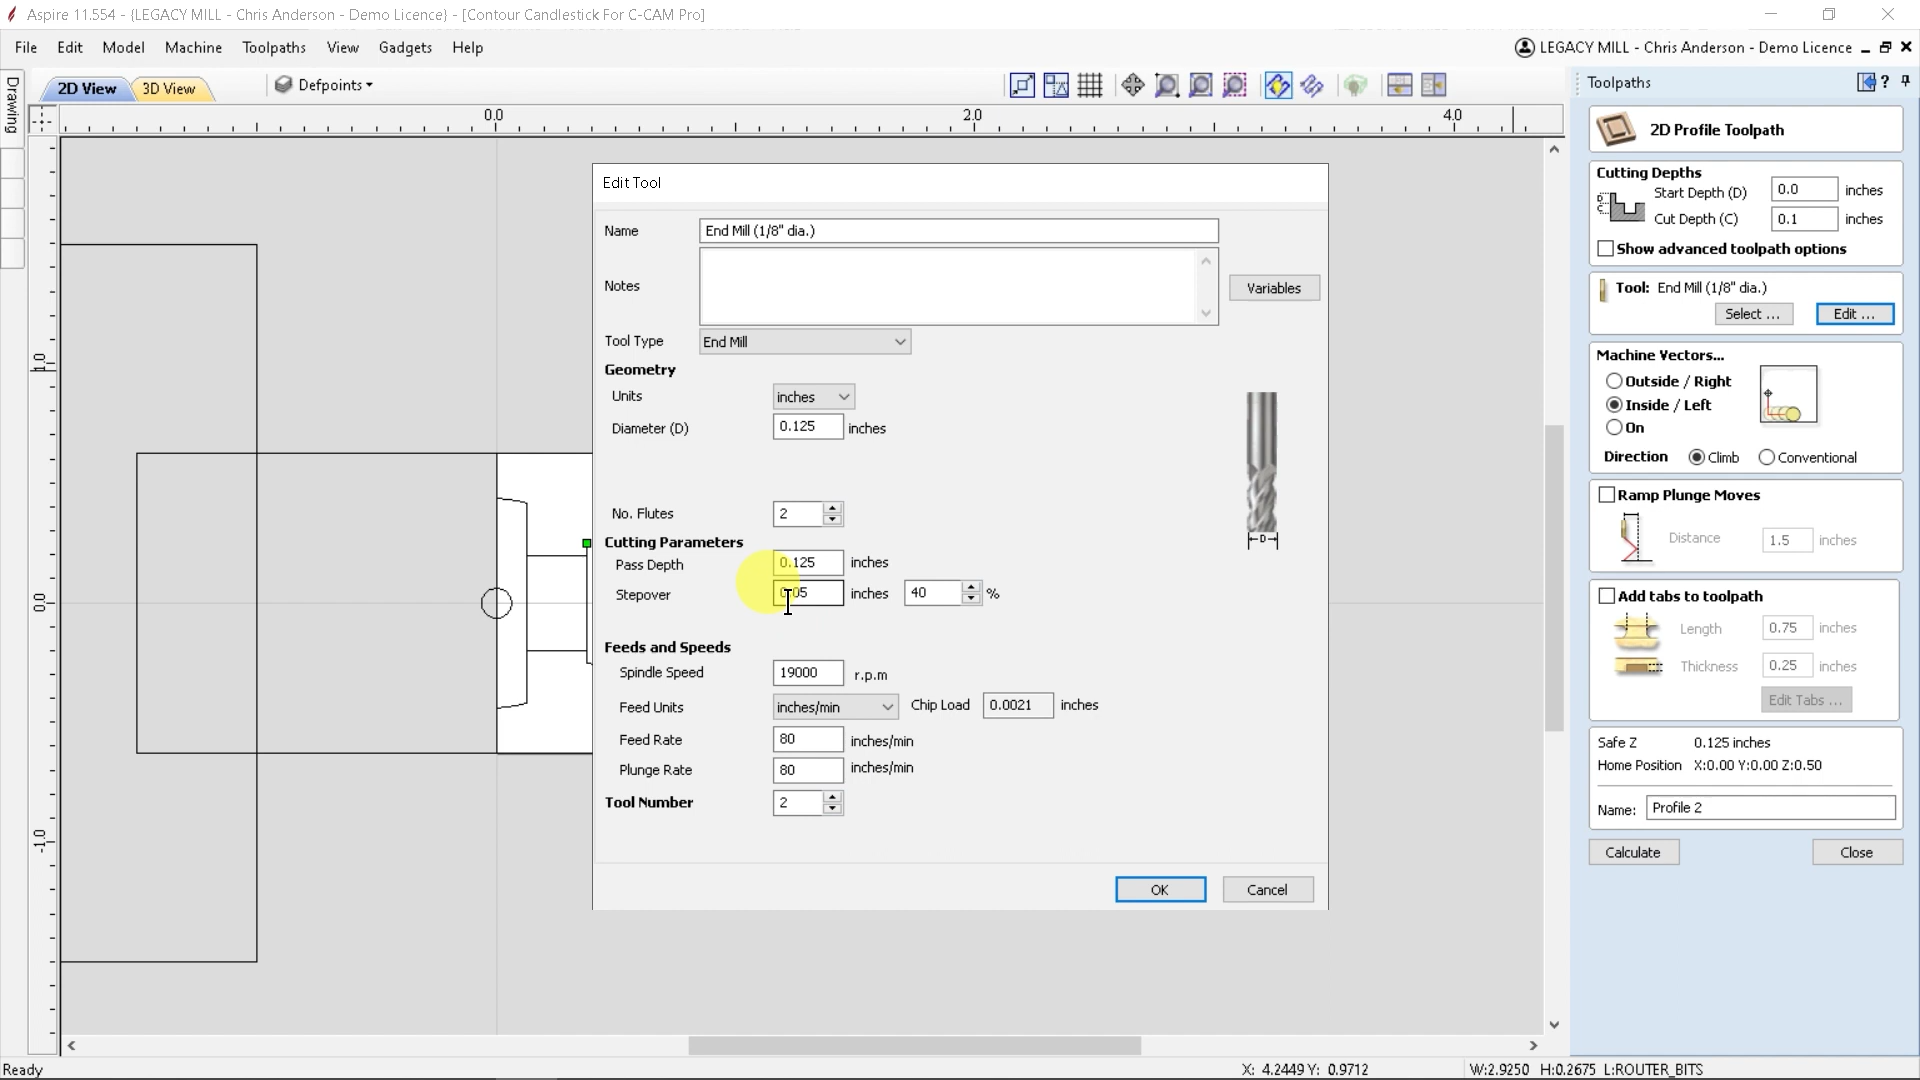 Aspire 11.554 - {LEGACY MILL - Chris Anderson - Demo Licence} - [Contour Candlestick For C-CAM Pro]
File Edit Model Machine Toolpaths View Gadgets Help
LEGACY MILL - Chris Anderson - Demo Licence
Drawing
2D View 3D View Defpoints
Toolpaths
0.0 2.0 4.0
1.0
0.0
-1.0
Edit Tool
Name End Mill (1/8" dia.)
Notes
Variables
Tool Type End Mill
Geometry
Units inches
Diameter (D) 0.125 inches
No. Flutes 2
D
Cutting Parameters
Pass Depth 0.125 inches
Stepover 0.05 inches 40 %
Feeds and Speeds
Spindle Speed 19000 r.p.m
Feed Units inches/min Chip Load 0.0021 inches
Feed Rate 80 inches/min
Plunge Rate 80 inches/min
Tool Number 2
OK Cancel
2D Profile Toolpath
Cutting Depths
Start Depth (D) 0.0 inches
Cut Depth (C) 0.1 inches
Show advanced toolpath options
Tool: End Mill (1/8" dia.)
Select ... Edit ...
Machine Vectors...
Outside / Right
Inside / Left
On
Direction Climb Conventional
Ramp Plunge Moves
Distance 1.5 inches
Add tabs to toolpath
Length 0.75 inches
Thickness 0.25 inches
Edit Tabs ...
Safe Z 0.125 inches
Home Position X:0.00 Y:0.00 Z:0.50
Name: Profile 2
Calculate Close
Ready
X: 4.2449 Y: 0.9712
W:2.9250 H:0.2675 L:ROUTER_BITS